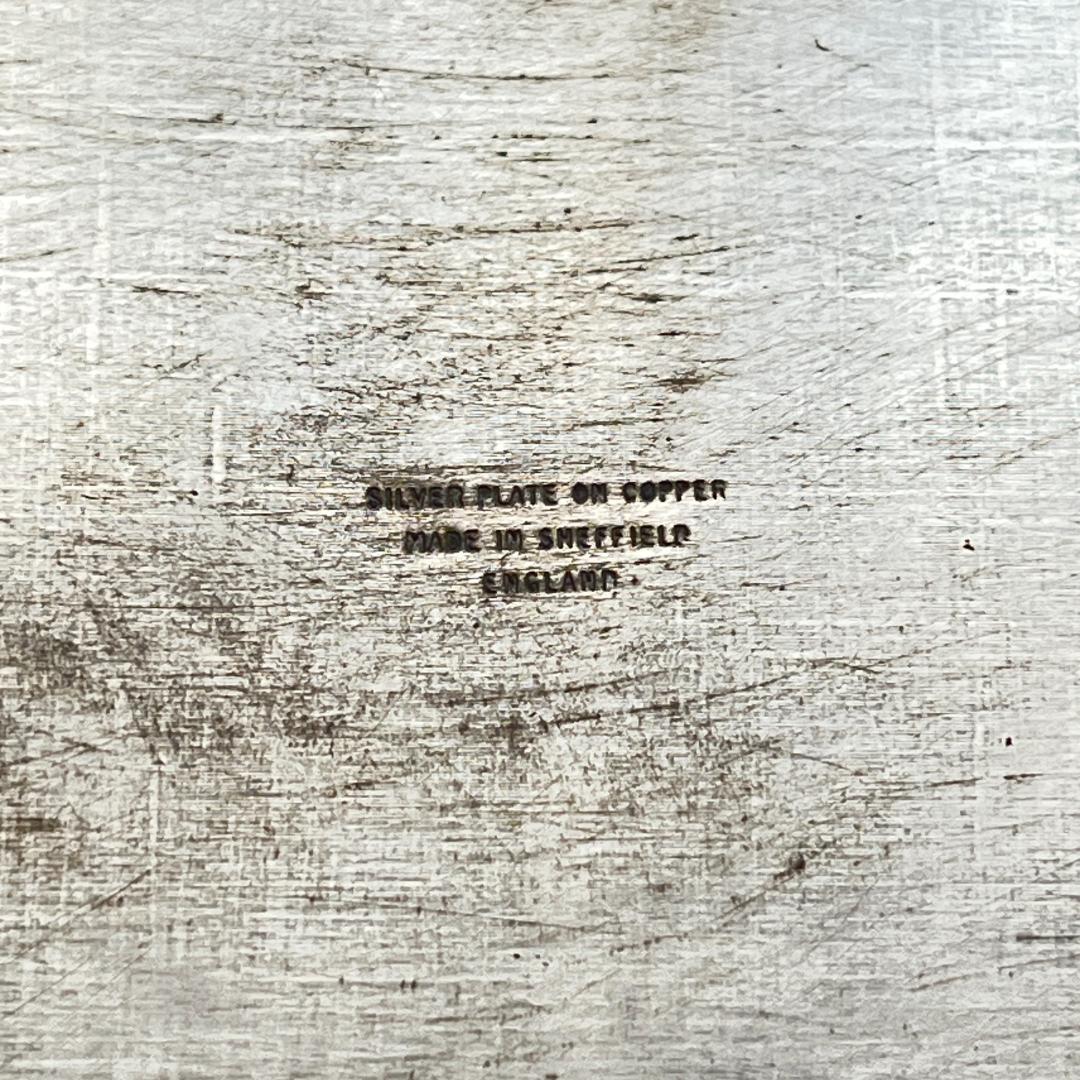 SILVER PLATE ON COPPER
MADE IN SHEFFIELD
ENGLAND